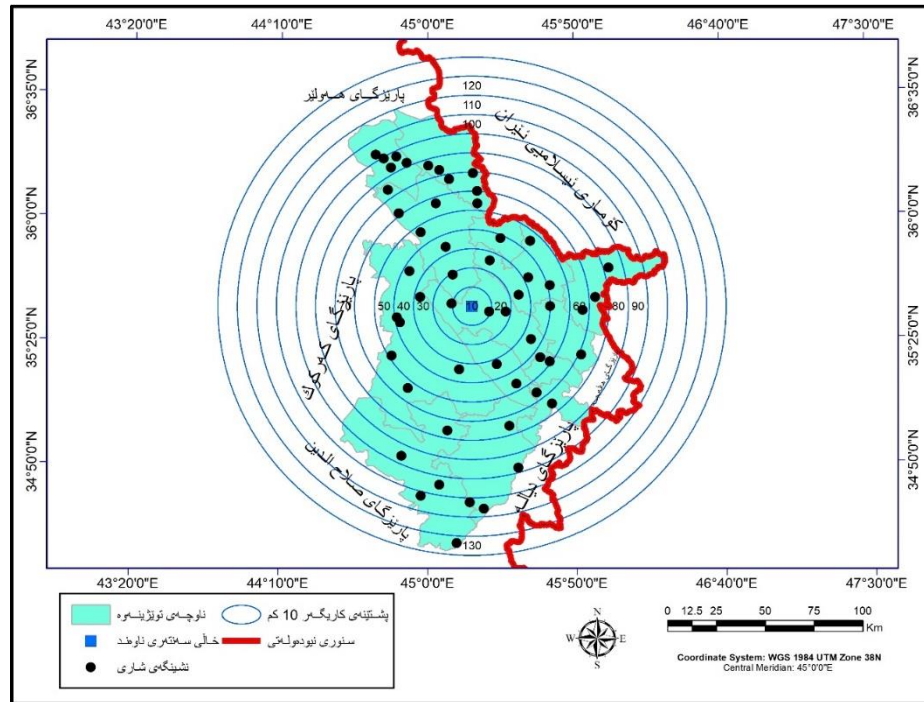 43°20'0"E 44°10'0"E 45°0'0"E 45°50'0"E 46°40'0"E 47°30'0"E
36°35'0"N
36°0'0"N
35°25'0"N
34°50'0"N
36°35'0"N
36°0'0"N
35°25'0"N
34°50'0"N
پارێزگای هەولێر
کۆماری ئیسلامیی ئێران
پارێزگای کەرکوک
پارێزگای صلاح الدین
پارێزگای دیالە
120
110
100
50 40 30 10 20 60 80 90
130
43°20'0"E 44°10'0"E 45°0'0"E 45°50'0"E 46°40'0"E 47°30'0"E
ناوچەی توێژینەوە
پشتێنەی کاریگەر 10 کم
خاڵی سەنتەری ناوەند
سنوری نێودەوڵەتی
نشینگەی شاری
N
W E
S
0 12.5 25 50 75 100
Km
Coordinate System: WGS 1984 UTM Zone 38N
Central Meridian: 45°0'0"E